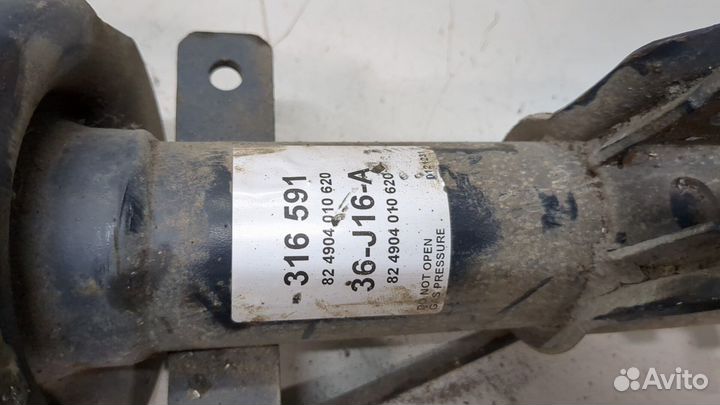 316 591
82 4904 010 620
36-J16-A
82 4904 010 620
DO NOT OPEN
GAS PRESSURE
Avito